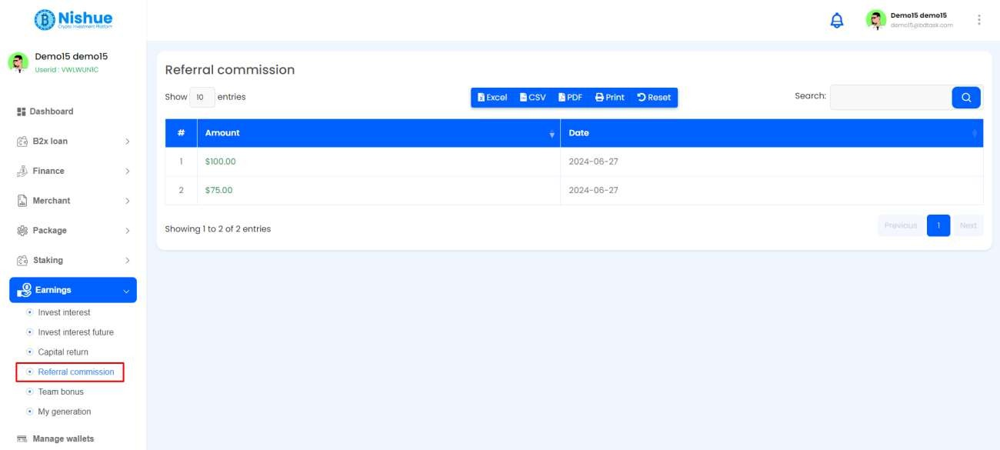 Nishue
Crypto Investment Platform
Demo15 demo15
demo15@bdtask.com
Demo15 demo15
Userid : VWLWUN1C
Dashboard
B2x loan
Finance
Merchant
Package
Staking
Earnings
Invest interest
Invest interest future
Capital return
Referral commission
Team bonus
My generation
Manage wallets
Referral commission
Show 10 entries
Excel CSV PDF Print Reset
Search:
# Amount Date
1 $100.00 2024-06-27
2 $75.00 2024-06-27
Showing 1 to 2 of 2 entries
Previous 1 Next